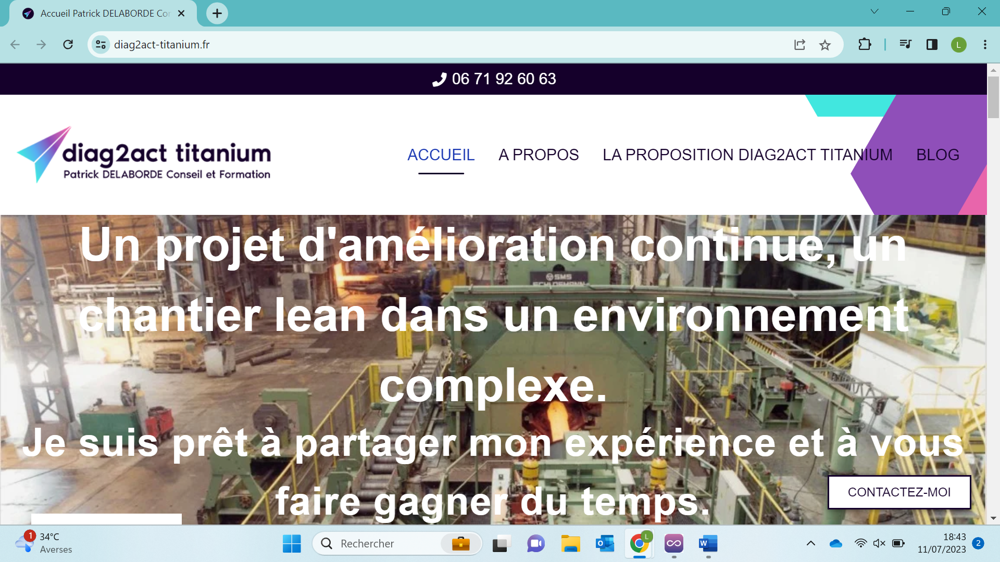 Accueil Patrick DELABORDE Cor
diag2act-titanium.fr
L
06 71 92 60 63
diag2act titanium
Patrick DELABORDE Conseil et Formation
ACCUEIL A PROPOS LA PROPOSITION DIAG2ACT TITANIUM BLOG
Un projet d'amélioration continue, un
chantier lean dans un environnement
complexe.
Je suis prêt à partager mon expérience et à vous
faire gagner du temps.
SMS
SCHLOEMANN
CONTACTEZ-MOI
1
34°C
Averses
Rechercher
L
18:43
11/07/2023
2